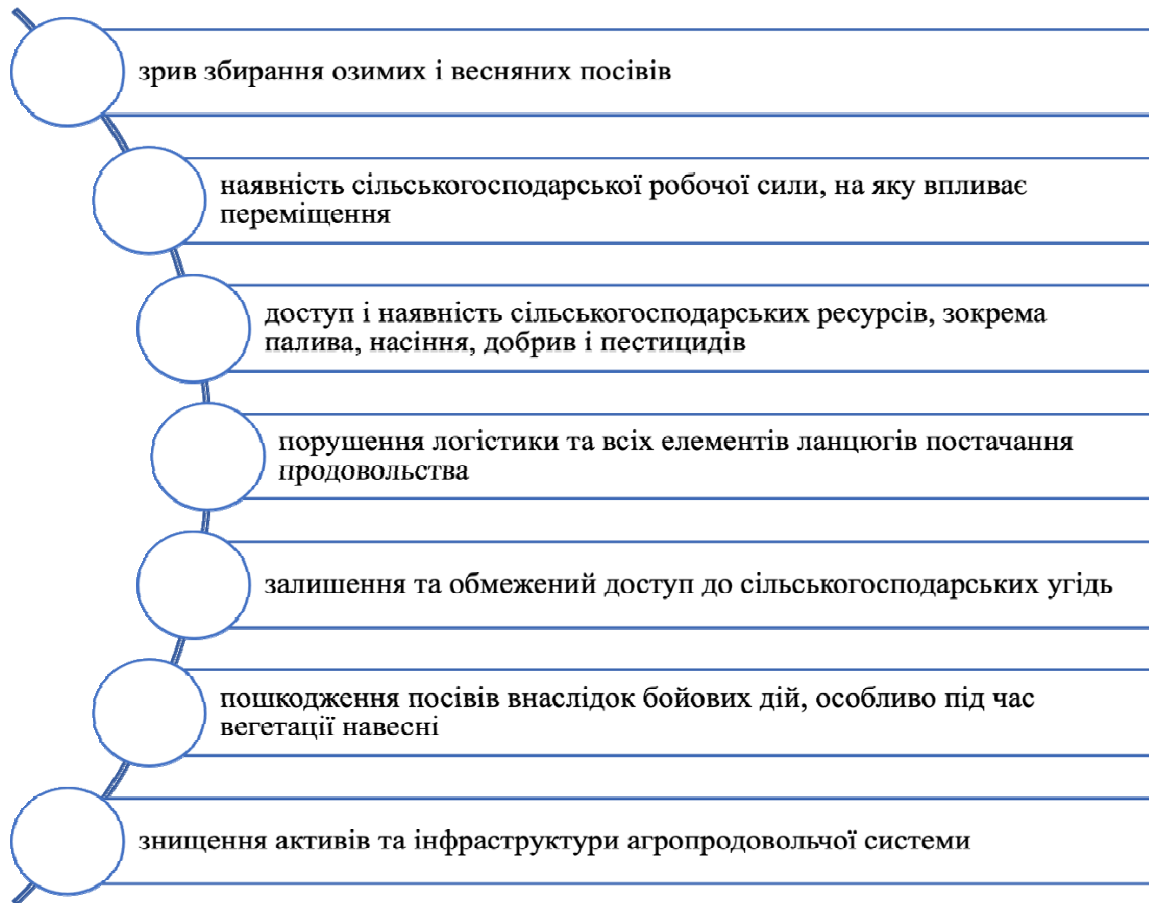 зрив збирання озимих і весняних посівів
наявність сільськогосподарської робочої сили, на яку впливає
переміщення
доступ і наявність сільськогосподарських ресурсів, зокрема
палива, насіння, добрив і пестицидів
порушення логістики та всіх елементів ланцюгів постачання
продовольства
залишення та обмежений доступ до сільськогосподарських угідь
пошкодження посівів внаслідок бойових дій, особливо під час
вегетації навесні
знищення активів та інфраструктури агропродовольчої системи